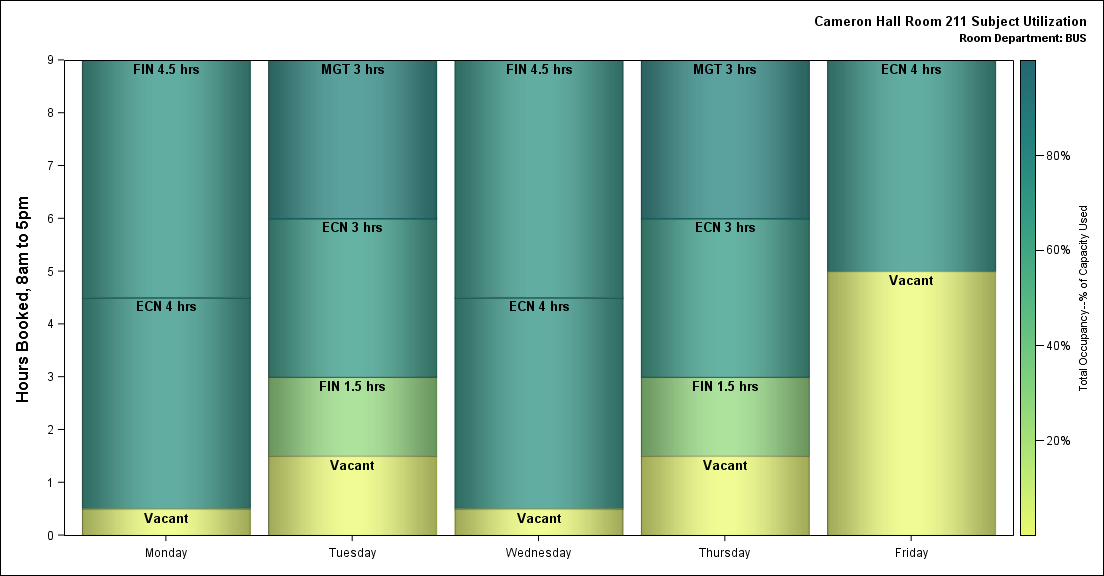 Cameron Hall Room 211 Subject Utilization
Room Department: BUS
Hours Booked, 8am to 5pm
9
8
7
6
5
4
3
2
1
0
FIN 4.5 hrs
ECN 4 hrs
Vacant
MGT 3 hrs
ECN 3 hrs
FIN 1.5 hrs
Vacant
FIN 4.5 hrs
ECN 4 hrs
Vacant
MGT 3 hrs
ECN 3 hrs
FIN 1.5 hrs
Vacant
ECN 4 hrs
Vacant
Monday
Tuesday
Wednesday
Thursday
Friday
80%
60%
40%
20%
Total Occupancy--% of Capacity Used